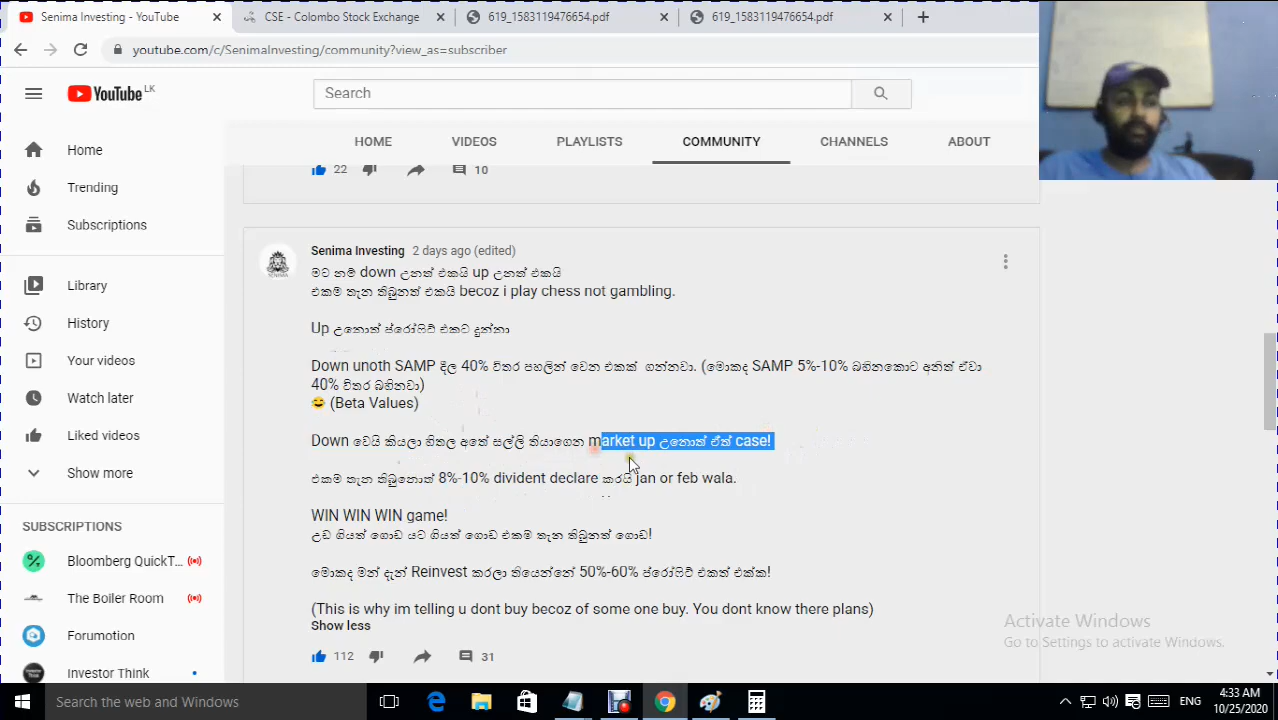 Senima Investing - YouTube
CSE - Colombo Stock Exchange
619_1583119476654.pdf
619_1583119476654.pdf
youtube.com/c/SenimaInvesting/community?view_as=subscriber
YouTube LK
Search
HOME VIDEOS PLAYLISTS COMMUNITY CHANNELS ABOUT
22 10
Home
Trending
Subscriptions
Library
History
Your videos
Watch later
Liked videos
Show more
SUBSCRIPTIONS
Bloomberg QuickT...
The Boiler Room
Forumotion
Investor Think
Senima Investing 2 days ago (edited)
මට නම් down උනත් එකයි up උනත් එකයි
එකම තැන තිබුනත් එකයි becoz i play chess not gambling.
Up උනොත් ප්රෝෆිට් එකට දුන්නා
Down unoth SAMP දීල 40% විතර පහලින් වෙන එකක් ගන්නවා. (මොකද SAMP 5%-10% බහිනකොට අනිත් ඒවා
40% විතර බහිනවා)
😂 (Beta Values)
Down වෙයි කියලා හිතල අතේ සල්ලි තියාගෙන market up උනොත් ඒත් case!
එකම තැන තිබුනොත් 8%-10% divident declare කරයි jan or feb wala.
WIN WIN WIN game!
උඩ ගියත් ගොඩ යට ගියත් ගොඩ එකම තැන තිබුනත් ගොඩ!
මොකද මන් දැන් Reinvest කරලා තියෙන්නේ 50%-60% ප්රෝෆිට් එකත් එක්ක!
(This is why im telling u dont buy becoz of some one buy. You dont know there plans)
Show less
112 31
Activate Windows
Go to Settings to activate Windows.
Search the web and Windows
ENG
4:33 AM
10/25/2020